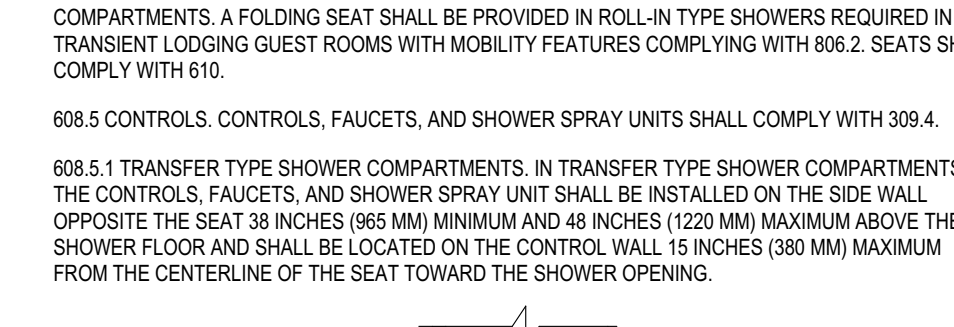 COMPARTMENTS. A FOLDING SEAT SHALL BE PROVIDED IN ROLL-IN TYPE SHOWERS REQUIRED IN
TRANSIENT LODGING GUEST ROOMS WITH MOBILITY FEATURES COMPLYING WITH 806.2. SEATS SH
COMPLY WITH 610.
608.5 CONTROLS. CONTROLS, FAUCETS, AND SHOWER SPRAY UNITS SHALL COMPLY WITH 309.4.
608.5.1 TRANSFER TYPE SHOWER COMPARTMENTS. IN TRANSFER TYPE SHOWER COMPARTMENTS
THE CONTROLS, FAUCETS, AND SHOWER SPRAY UNIT SHALL BE INSTALLED ON THE SIDE WALL
OPPOSITE THE SEAT 38 INCHES (965 MM) MINIMUM AND 48 INCHES (1220 MM) MAXIMUM ABOVE THE
SHOWER FLOOR AND SHALL BE LOCATED ON THE CONTROL WALL 15 INCHES (380 MM) MAXIMUM
FROM THE CENTERLINE OF THE SEAT TOWARD THE SHOWER OPENING.